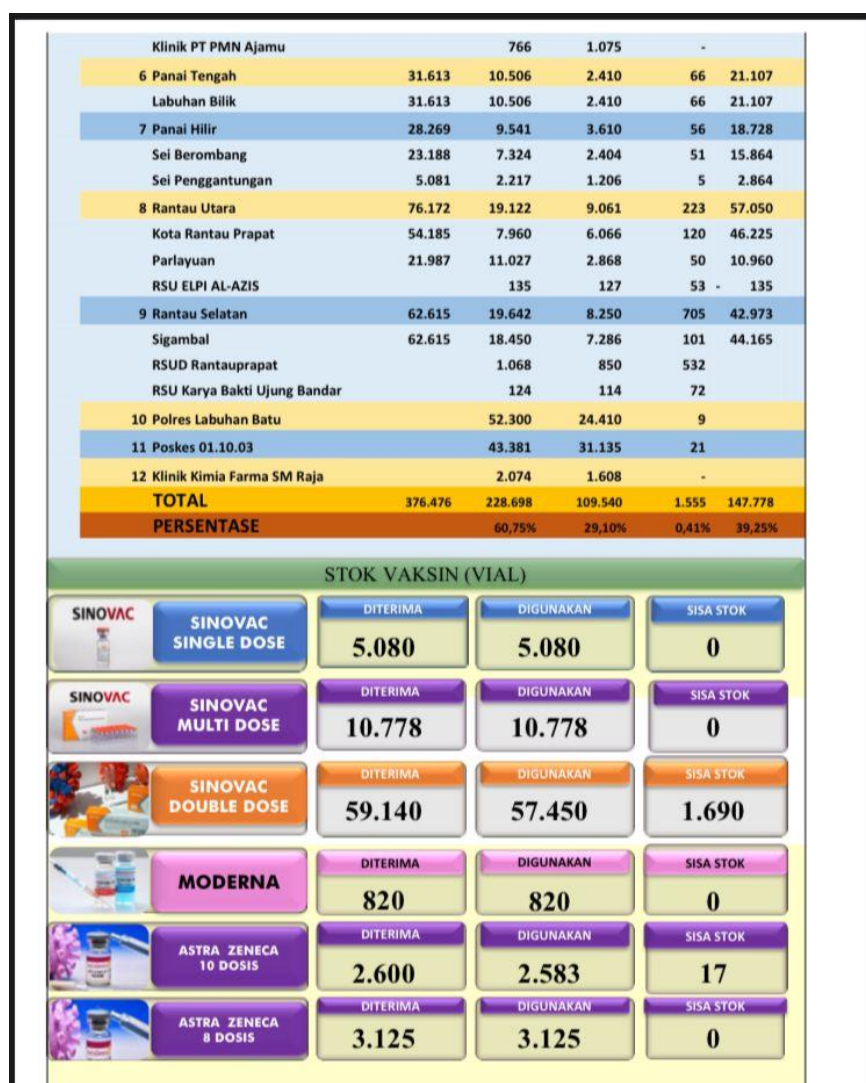 Klinik PT PMN Ajamu 766 1.075 -
6 Panai Tengah 31.613 10.506 2.410 66 21.107
Labuhan Bilik 31.613 10.506 2.410 66 21.107
7 Panai Hilir 28.269 9.541 3.610 56 18.728
Sei Berombang 23.188 7.324 2.404 51 15.864
Sei Penggantungan 5.081 2.217 1.206 5 2.864
8 Rantau Utara 76.172 19.122 9.061 223 57.050
Kota Rantau Prapat 54.185 7.960 6.066 120 46.225
Parlayuan 21.987 11.027 2.868 50 10.960
RSU ELPI AL-AZIS 135 127 53 - 135
9 Rantau Selatan 62.615 19.642 8.250 705 42.973
Sigambal 62.615 18.450 7.286 101 44.165
RSUD Rantauprapat 1.068 850 532
RSU Karya Bakti Ujung Bandar 124 114 72
10 Polres Labuhan Batu 52.300 24.410 9
11 Poskes 01.10.03 43.381 31.135 21
12 Klinik Kimia Farma SM Raja 2.074 1.608 -
TOTAL 376.476 228.698 109.540 1.555 147.778
PERSENTASE 60,75% 29,10% 0,41% 39,25%
STOK VAKSIN (VIAL)
SINOVAC
SINOVAC
SINGLE DOSE
DITERIMA DIGUNAKAN SISA STOK
5.080 5.080 0
SINOVAC
SINOVAC
MULTI DOSE
DITERIMA DIGUNAKAN SISA STOK
10.778 10.778 0
SINOVAC
DOUBLE DOSE
DITERIMA DIGUNAKAN SISA STOK
59.140 57.450 1.690
MODERNA
DITERIMA DIGUNAKAN SISA STOK
820 820 0
ASTRA ZENECA
10 DOSIS
DITERIMA DIGUNAKAN SISA STOK
2.600 2.583 17
ASTRA ZENECA
8 DOSIS
DITERIMA DIGUNAKAN SISA STOK
3.125 3.125 0